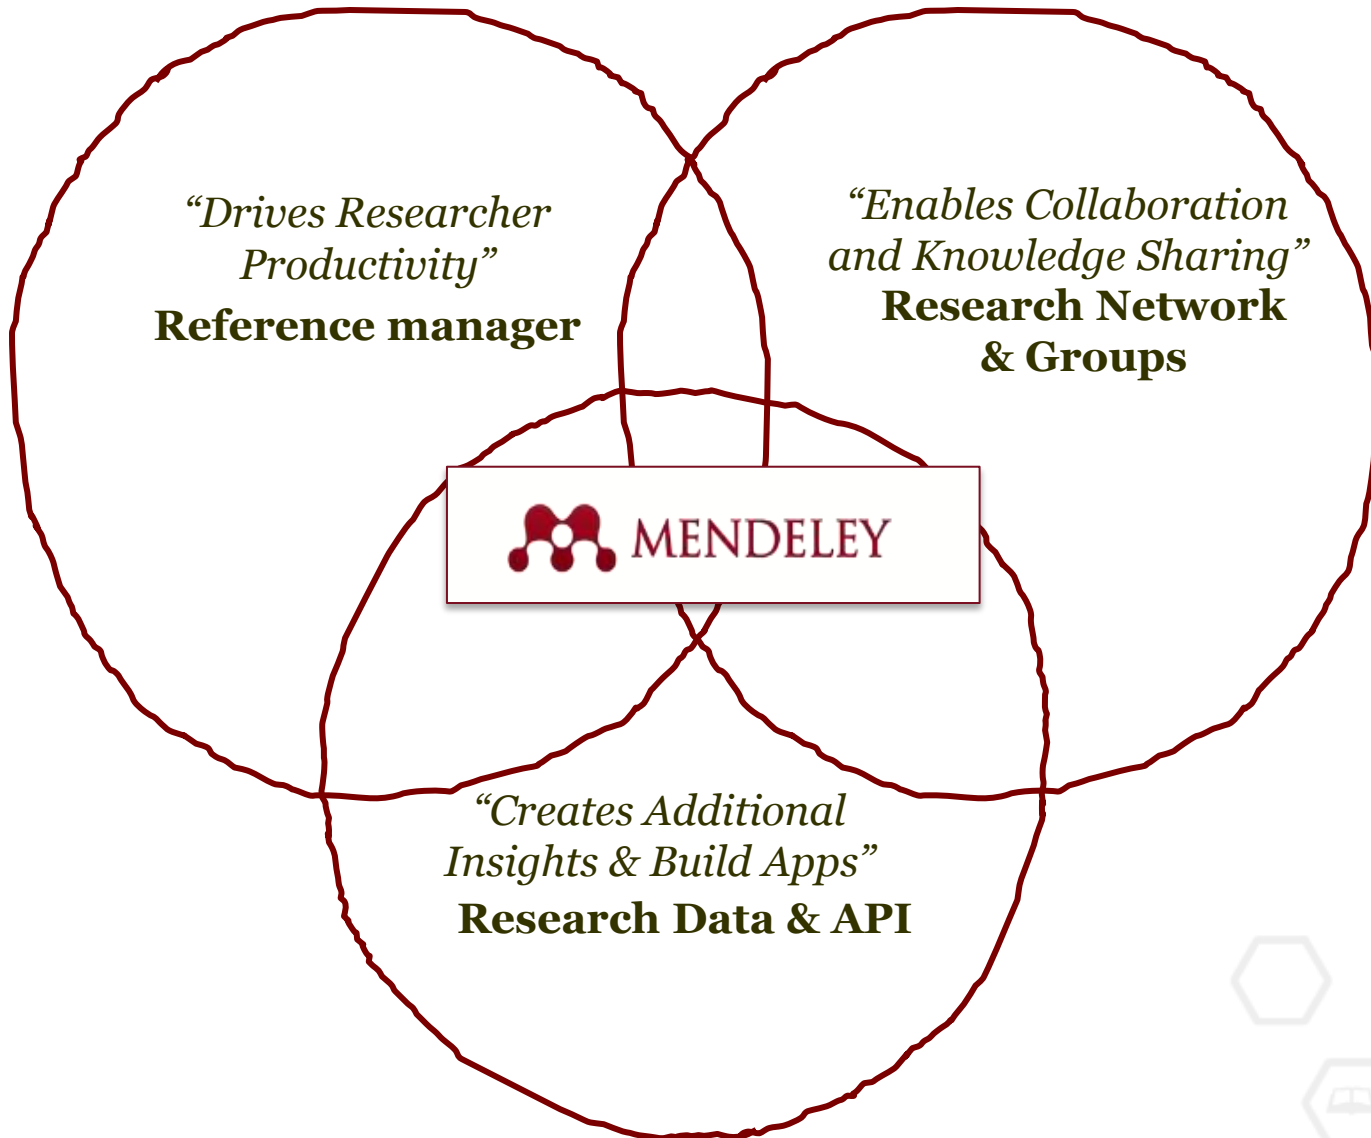 “Drives Researcher
Productivity”
Reference manager
“Enables Collaboration
and Knowledge Sharing”
Research Network
& Groups
MENDELEY
“Creates Additional
Insights & Build Apps”
Research Data & API